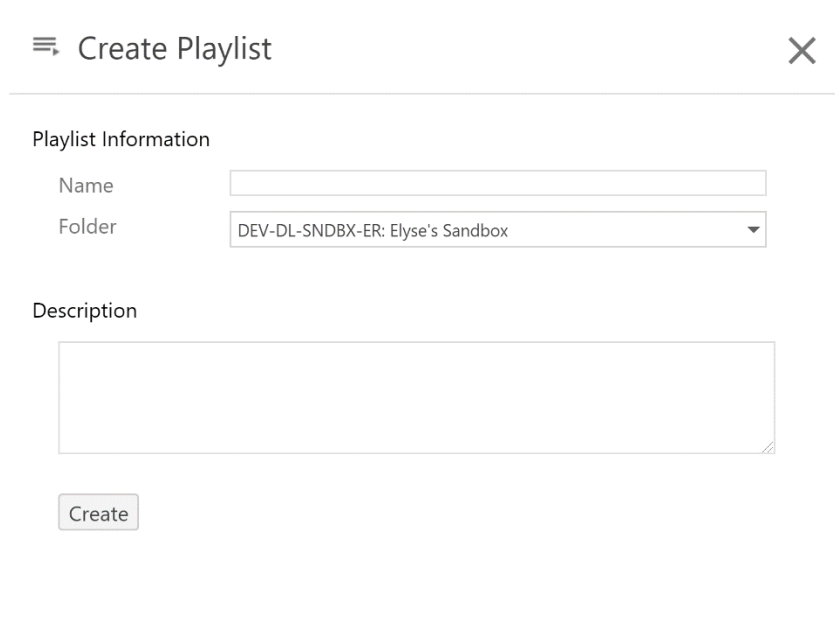 Create Playlist
Playlist Information
Name
Folder
DEV-DL-SNDBX-ER: Elyse's Sandbox
Description
Create